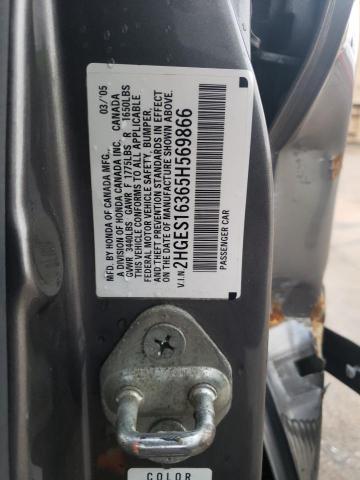 MFD. BY HONDA OF CANADA MFG., 03/05
A DIVISION OF HONDA CANADA INC. CANADA
GVWR 3440LBS GAWR F 1775LBS R 1650LBS
THIS VEHICLE CONFORMS TO ALL APPLICABLE
FEDERAL MOTOR VEHICLE SAFETY, BUMPER,
AND THEFT PREVENTION STANDARDS IN EFFECT
ON THE DATE OF MANUFACTURE SHOWN ABOVE.
V.I.N. 2HGES16365H569866
PASSENGER CAR
COLOR